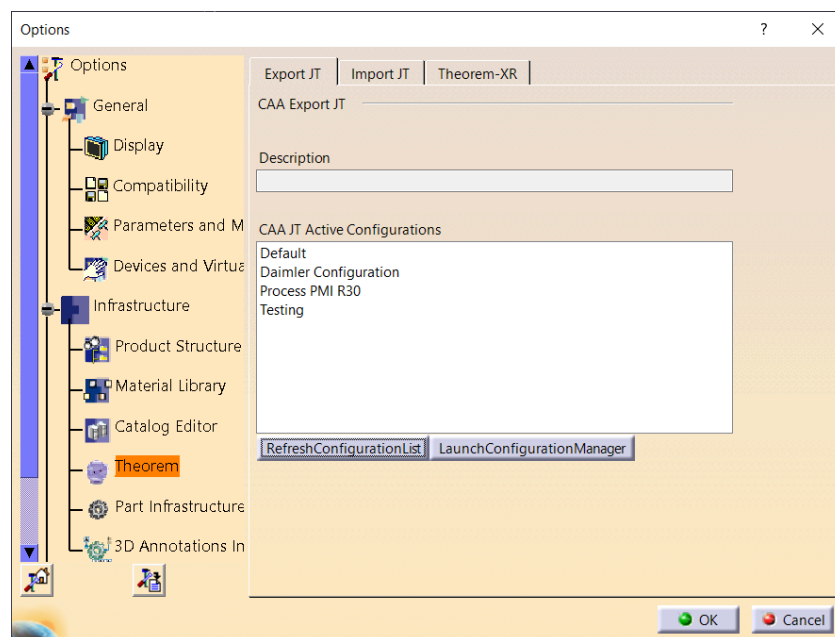 Options
?
Options
General
Display
Compatibility
Parameters and M
Devices and Virtua
Infrastructure
Product Structure
Material Library
Catalog Editor
Theorem
Part Infrastructure
3D Annotations In
Export JT
Import JT
Theorem-XR
CAA Export JT
Description
CAA JT Active Configurations
Default
Daimler Configuration
Process PMI R30
Testing
RefreshConfigurationList
LaunchConfigurationManager
OK
Cancel